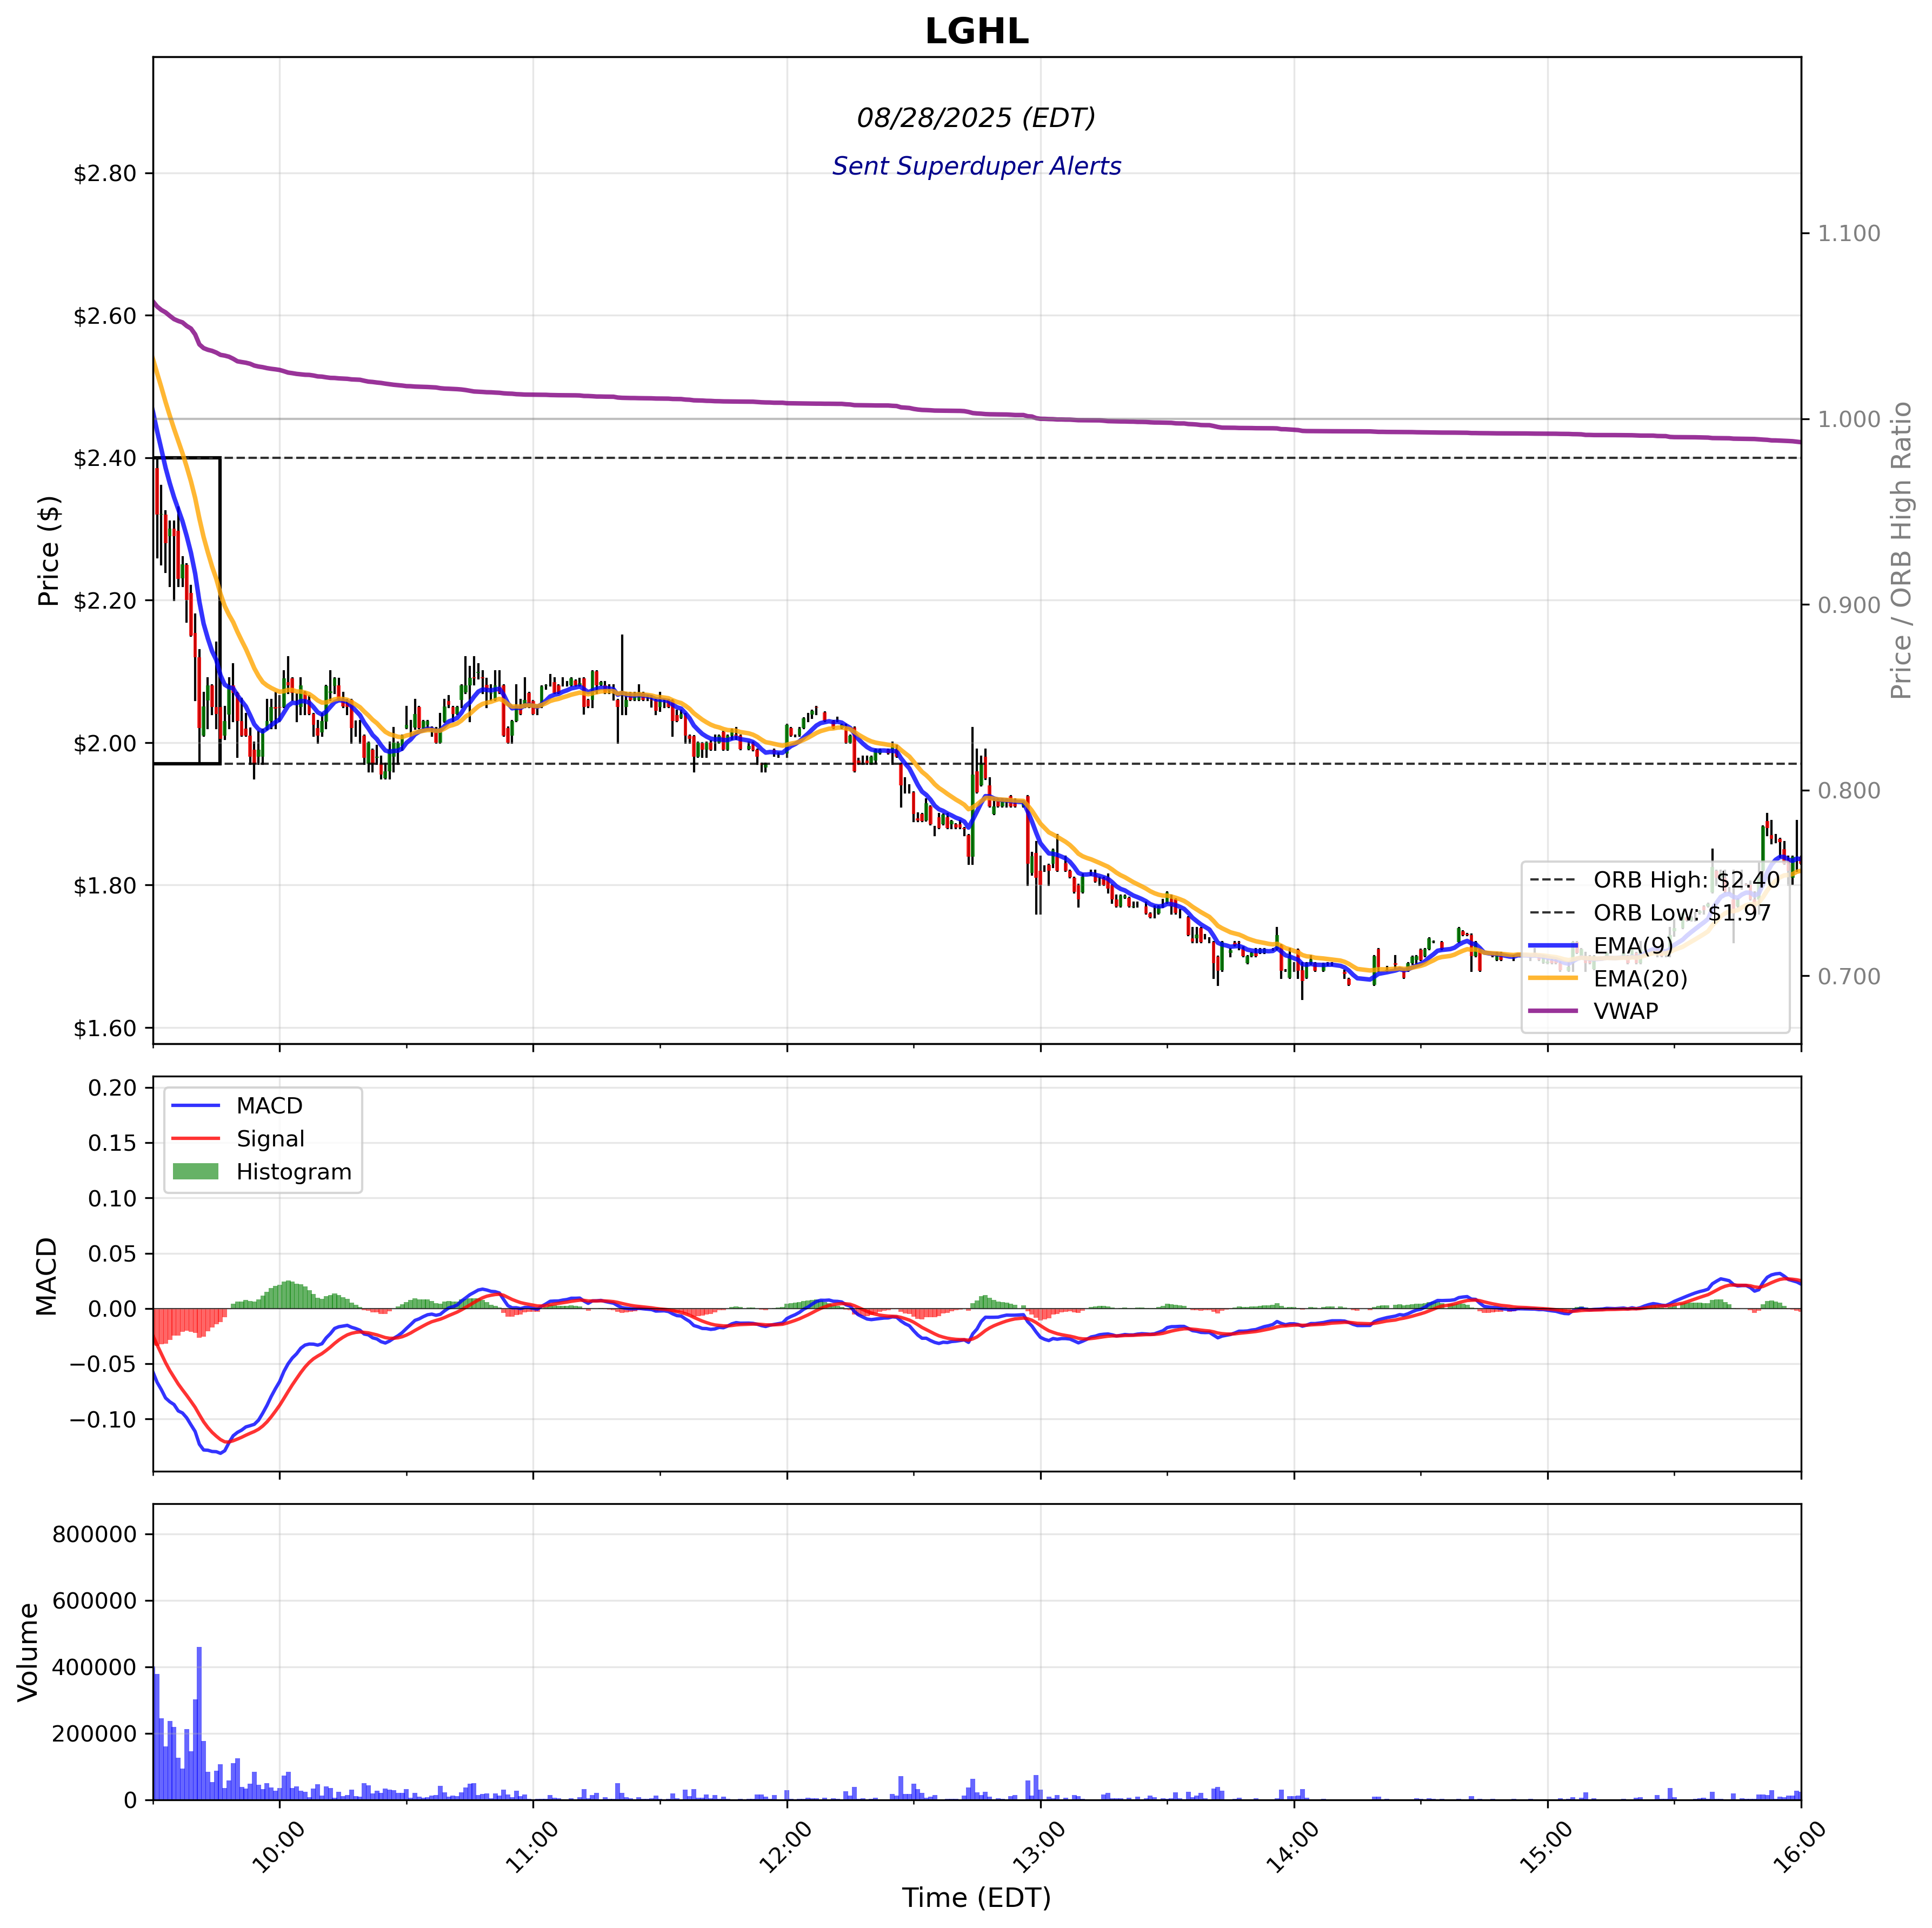 LGHL
08/28/2025 (EDT)
Sent Superduper Alerts
Price ($)
$2.80
$2.60
$2.40
$2.20
$2.00
$1.80
$1.60
1.100
1.000
0.900
0.800
0.700
Price / ORB High Ratio
ORB High: $2.40
ORB Low: $1.97
EMA(9)
EMA(20)
VWAP
MACD
0.20
0.15
0.10
0.05
0.00
−0.05
−0.10
MACD
Signal
Histogram
Volume
800000
600000
400000
200000
0
10:00
11:00
12:00
13:00
14:00
15:00
16:00
Time (EDT)